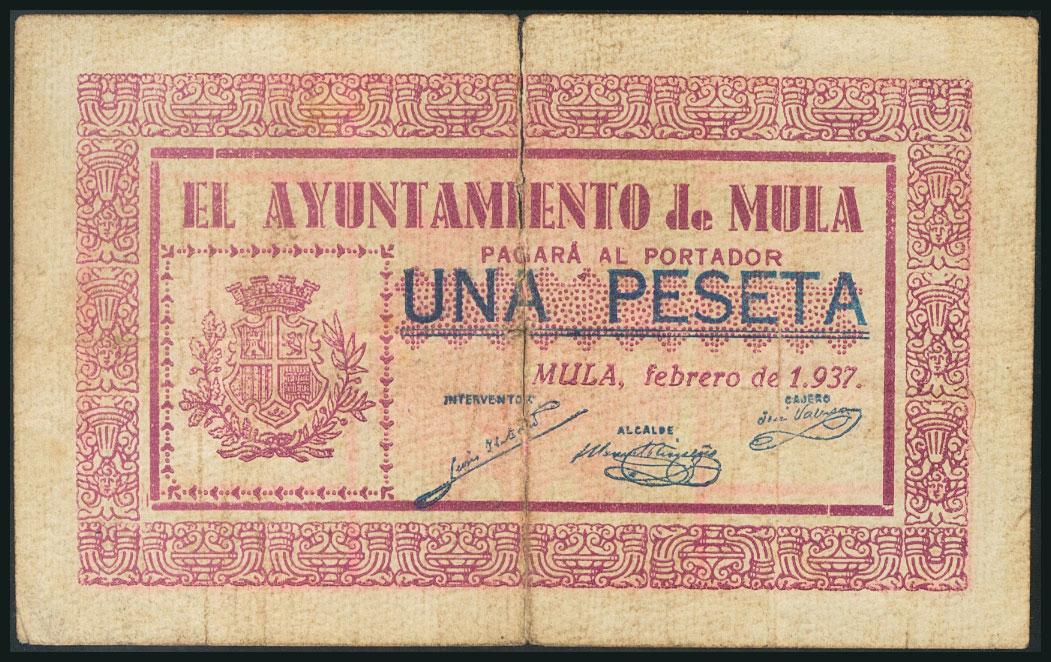 EL AYUNTAMIENTO de MULA
PAGARÁ AL PORTADOR
UNA PESETA
MULA, febrero de 1.937.
INTERVENTOR
CAJERO
ALCALDE